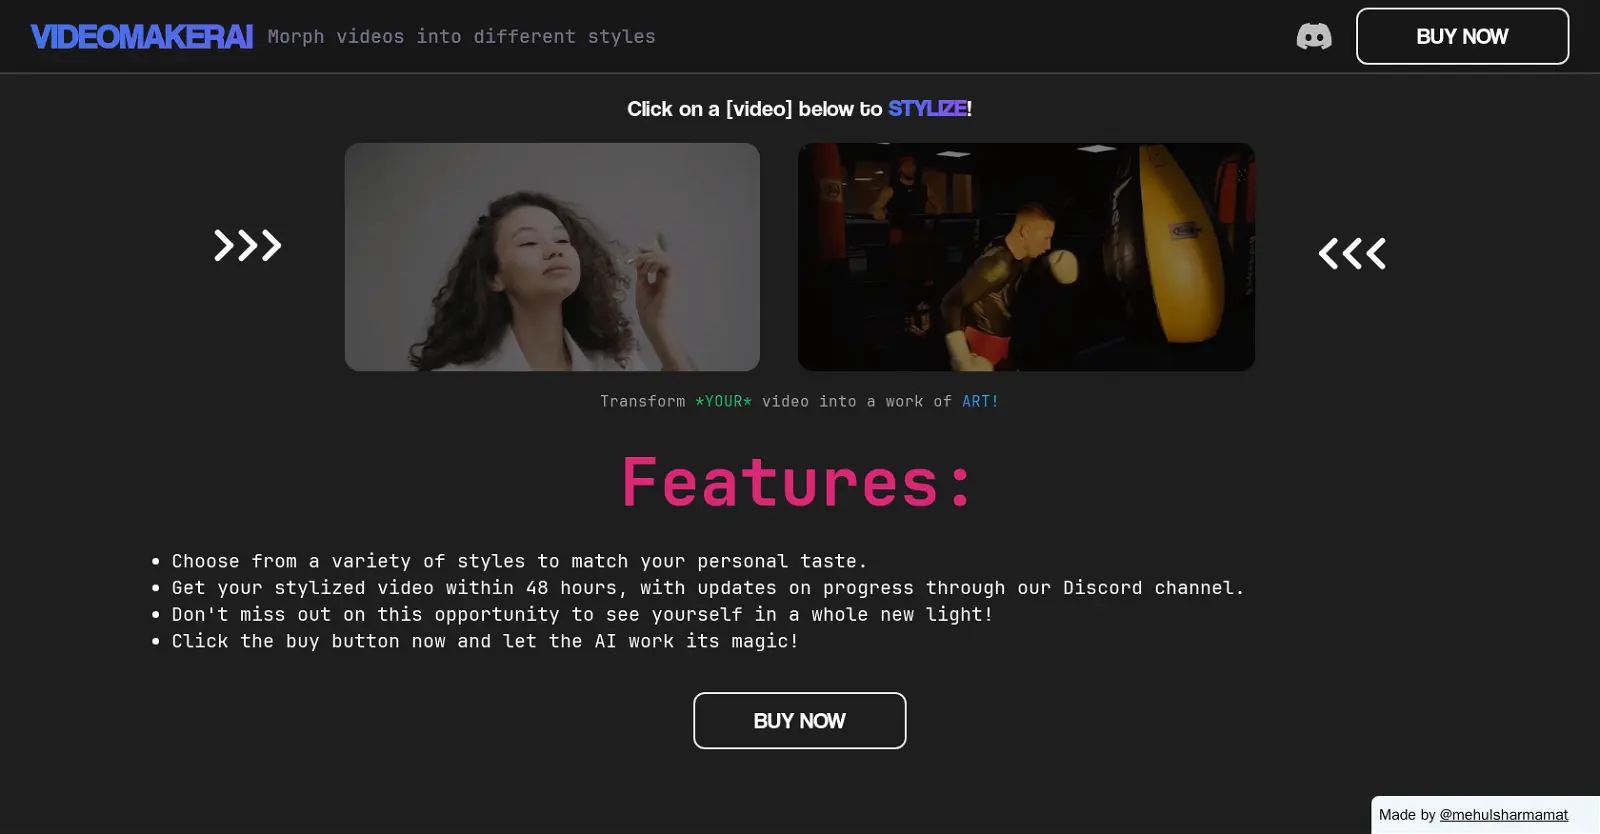 VIDEOMAKERAI Morph videos into different styles
BUY NOW
Click on a [video] below to STYLIZE!
Transform *YOUR* video into a work of ART!
Features:
• Choose from a variety of styles to match your personal taste.
• Get your stylized video within 48 hours, with updates on progress through our Discord channel.
• Don't miss out on this opportunity to see yourself in a whole new light!
• Click the buy button now and let the AI work its magic!
BUY NOW
Made by @mehulsharmamat